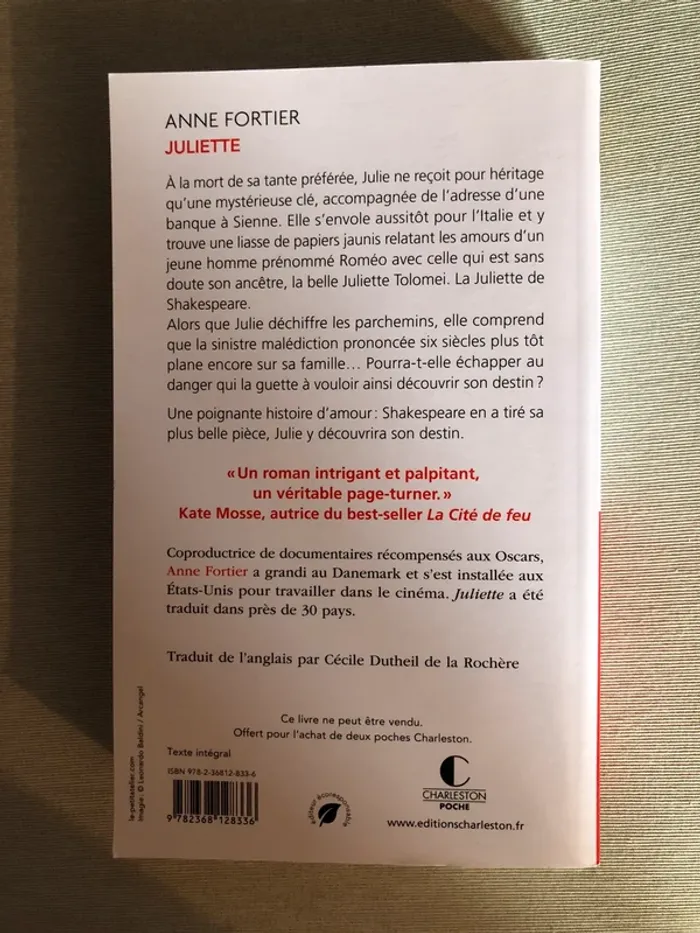 ANNE FORTIER
JULIETTE
À la mort de sa tante préférée, Julie ne reçoit pour héritage
qu'une mystérieuse clé, accompagnée de l'adresse d'une
banque à Sienne. Elle s'envole aussitôt pour l'Italie et y
trouve une liasse de papiers jaunis relatant les amours d'un
jeune homme prénommé Roméo avec celle qui est sans
doute son ancêtre, la belle Juliette Tolomei. La Juliette de
Shakespeare.
Alors que Julie déchiffre les parchemins, elle comprend
que la sinistre malédiction prononcée six siècles plus tôt
plane encore sur sa famille… Pourra-t-elle échapper au
danger qui la guette à vouloir ainsi découvrir son destin ?
Une poignante histoire d'amour : Shakespeare en a tiré sa
plus belle pièce, Julie y découvrira son destin.
« Un roman intrigant et palpitant,
un véritable page-turner. »
Kate Mosse, autrice du best-seller La Cité de feu
Coproductrice de documentaires récompensés aux Oscars,
Anne Fortier a grandi au Danemark et s'est installée aux
États-Unis pour travailler dans le cinéma. Juliette a été
traduit dans près de 30 pays.
Traduit de l'anglais par Cécile Dutheil de la Rochère
Ce livre ne peut être vendu.
Offert pour l'achat de deux poches Charleston.
Texte intégral
ISBN 978-2-36812-833-6
9 782368 128336
éditeur écoresponsable
CHARLESTON
POCHE
www.editionscharleston.fr
le-petitatelier.com
Image : © Leonardo Baldini / Arcangel